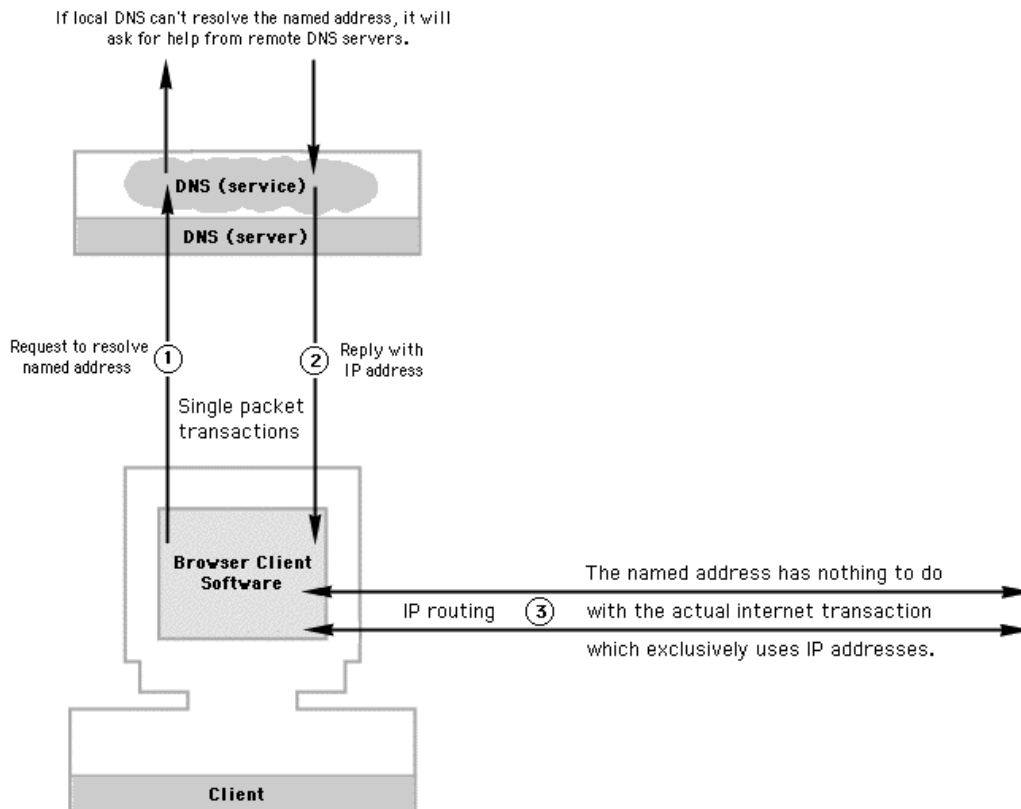 If local DNS can't resolve the named address, it will
ask for help from remote DNS servers.
DNS (service)
DNS (server)
Request to resolve
named address
1
2
Reply with
IP address
Single packet
transactions
Browser Client
Software
The named address has nothing to do
IP routing
3
with the actual internet transaction
which exclusively uses IP addresses.
Client